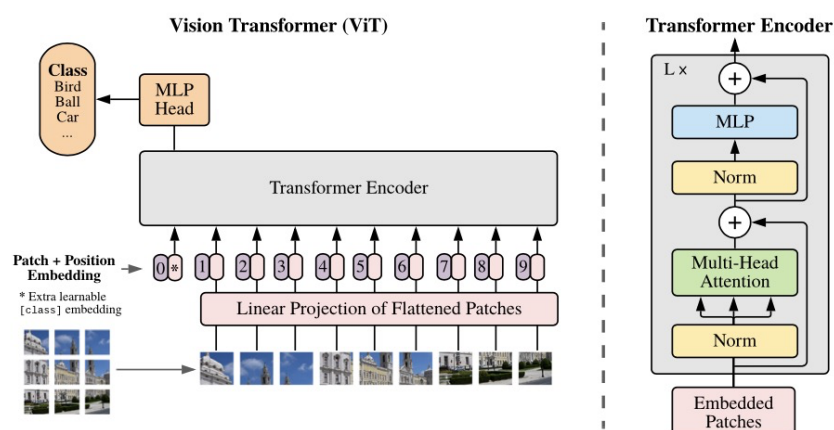 Vision Transformer (ViT)
Class
Bird
Ball
Car
...
MLP
Head
Transformer Encoder
Patch + Position
Embedding
0 * 1 2 3 4 5 6 7 8 9
* Extra learnable
[class] embedding
Linear Projection of Flattened Patches
Transformer Encoder
L ×
+
MLP
Norm
+
Multi-Head
Attention
Norm
Embedded
Patches